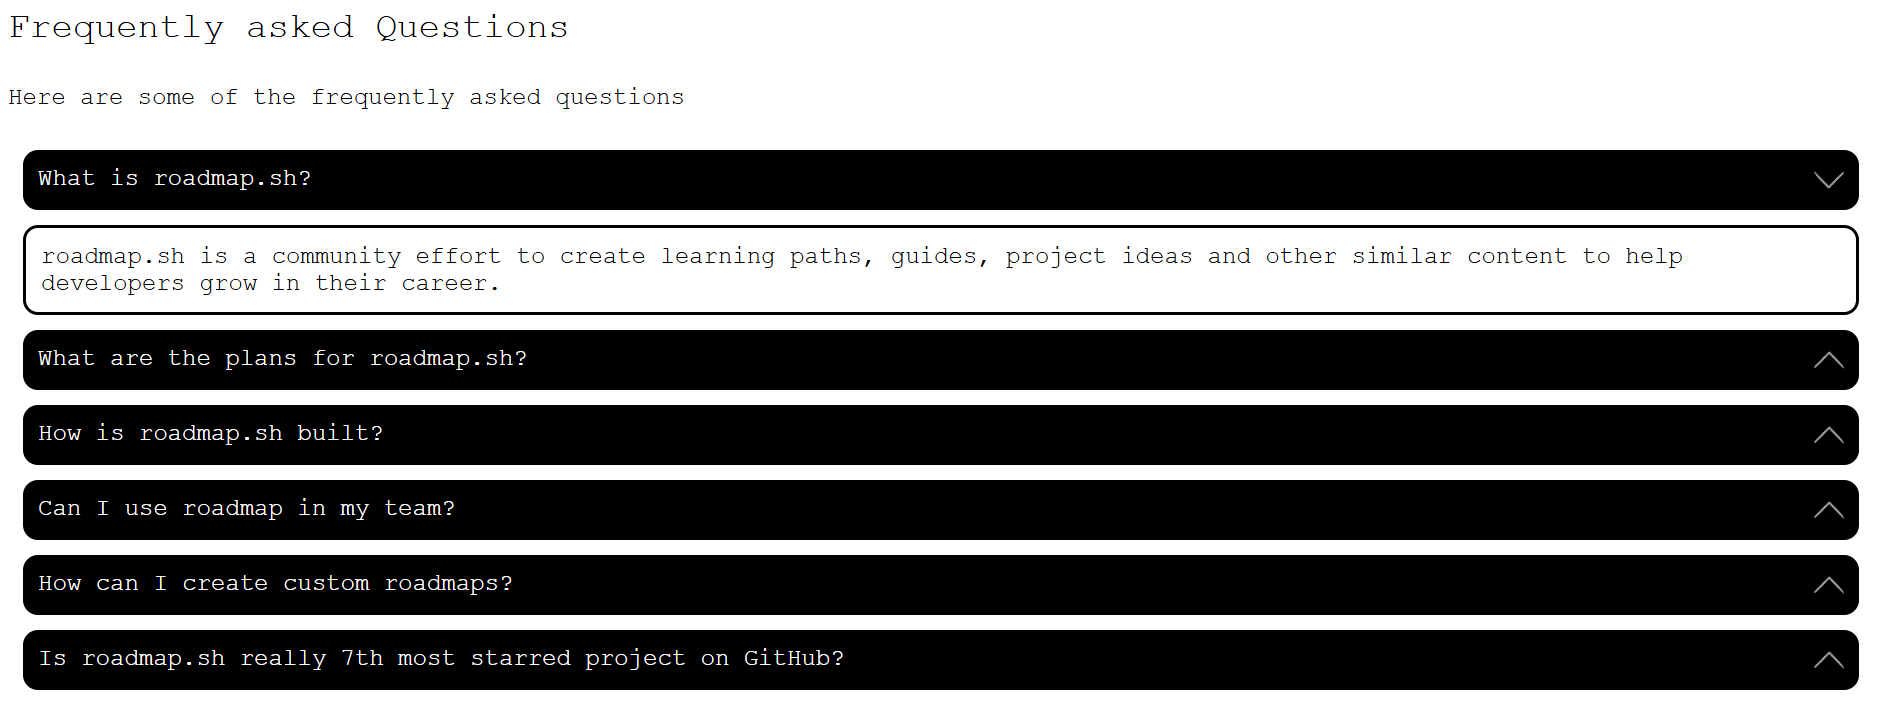 Frequently asked Questions
Here are some of the frequently asked questions
What is roadmap.sh?
roadmap.sh is a community effort to create learning paths, guides, project ideas and other similar content to help
developers grow in their career.
What are the plans for roadmap.sh?
How is roadmap.sh built?
Can I use roadmap in my team?
How can I create custom roadmaps?
Is roadmap.sh really 7th most starred project on GitHub?